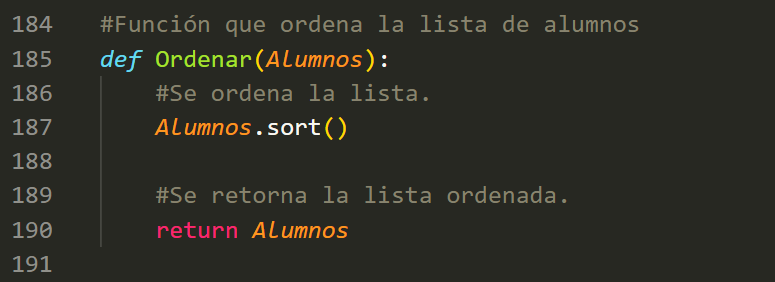 184 #Función que ordena la lista de alumnos
185 def Ordenar(Alumnos):
186     #Se ordena la lista.
187     Alumnos.sort()
188
189     #Se retorna la lista ordenada.
190     return Alumnos
191